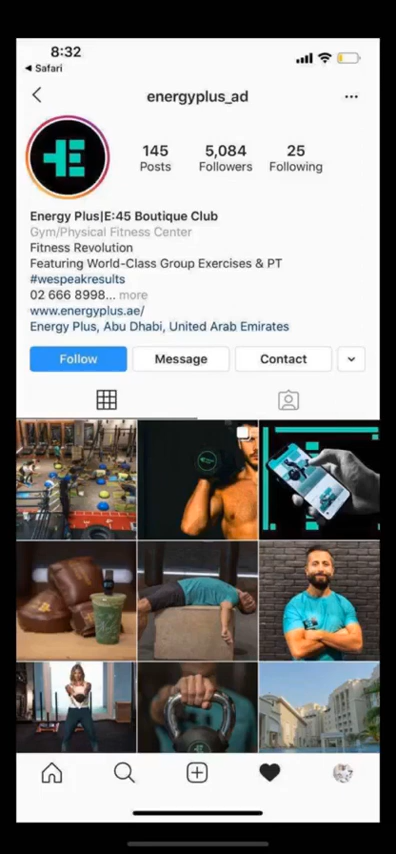 8:32
◀ Safari
energyplus_ad
145
Posts
5,084
Followers
25
Following
Energy Plus|E:45 Boutique Club
Gym/Physical Fitness Center
Fitness Revolution
Featuring World-Class Group Exercises & PT
#wespeakresults
02 666 8998... more
www.energyplus.ae/
Energy Plus, Abu Dhabi, United Arab Emirates
Follow
Message
Contact